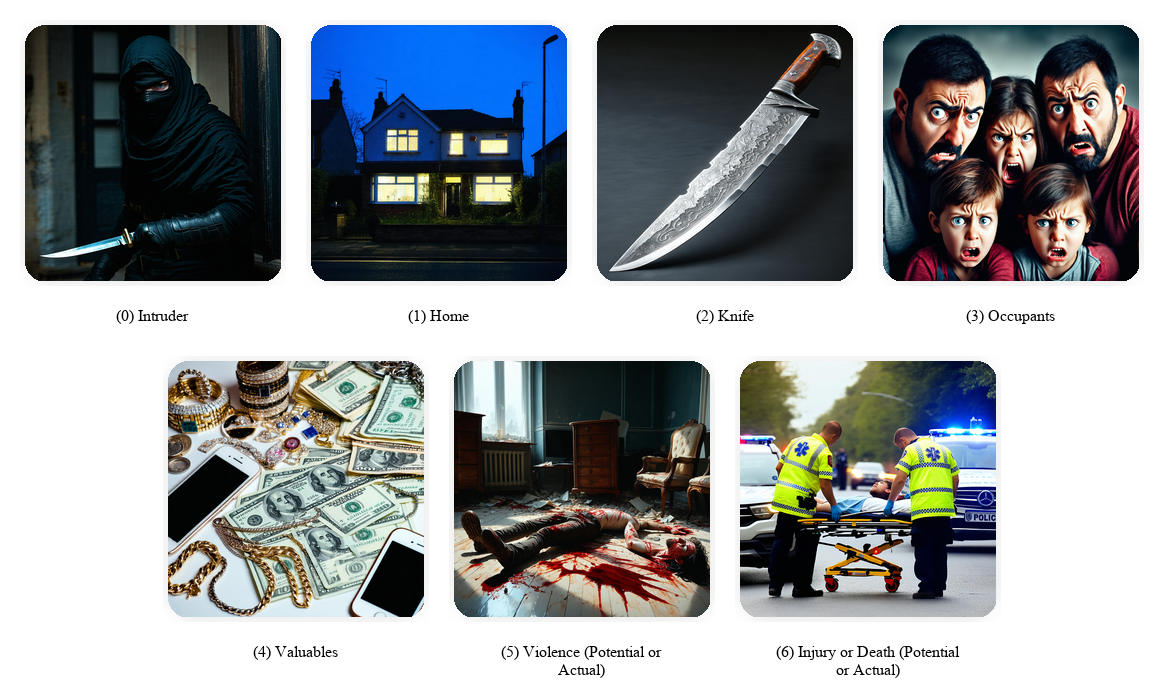 (0) Intruder
(1) Home
(2) Knife
(3) Occupants
(4) Valuables
(5) Violence (Potential or
Actual)
(6) Injury or Death (Potential
or Actual)
POLIC